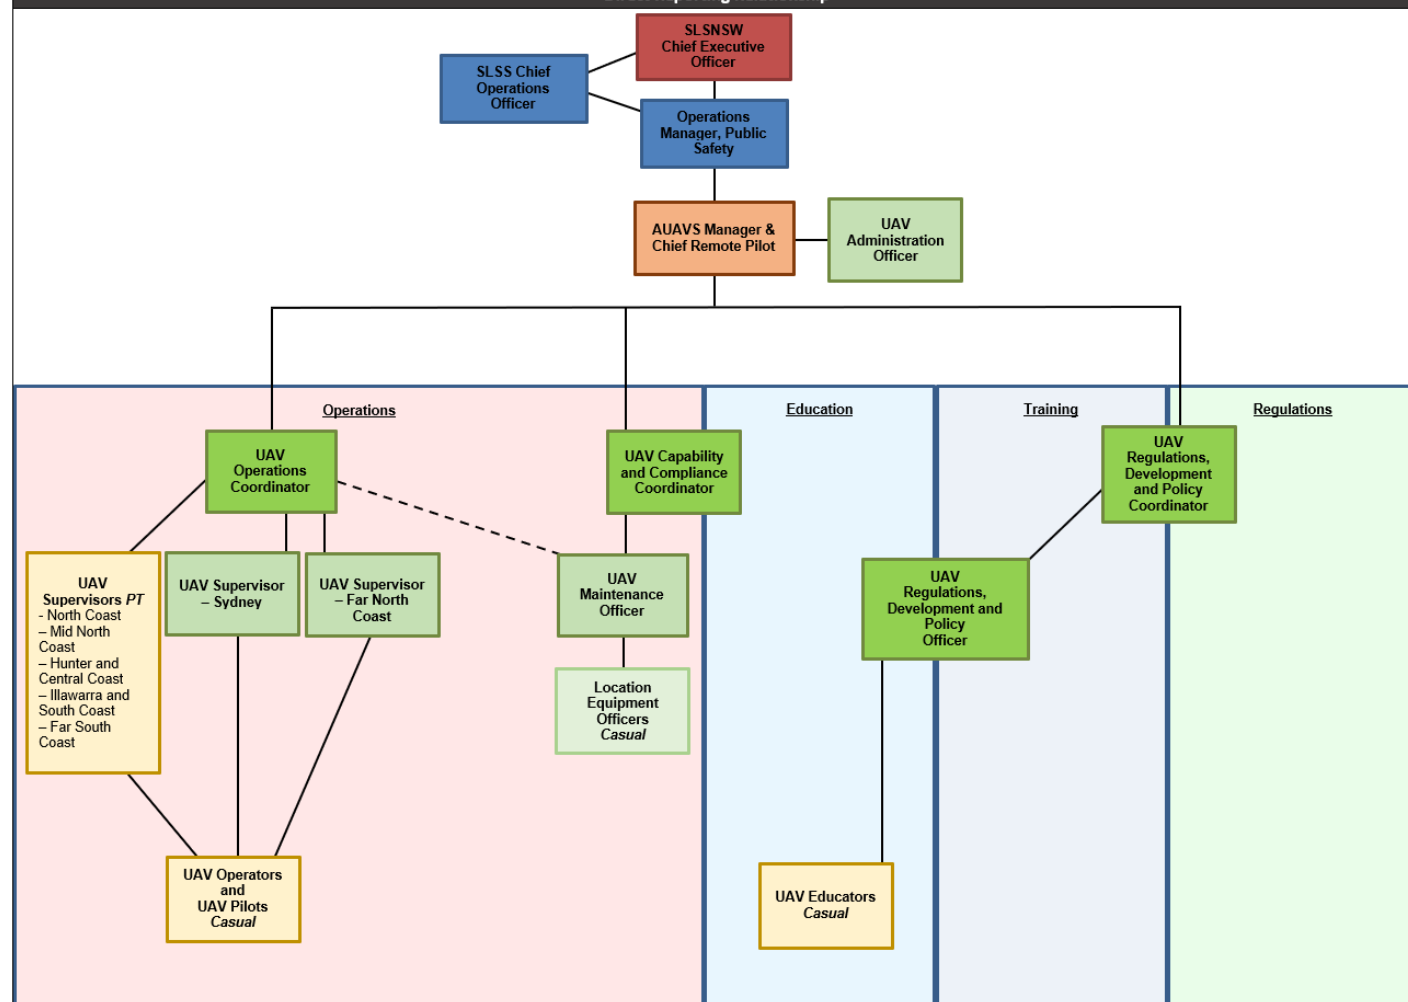 SLSNSW
Chief Executive
Officer
SLSS Chief
Operations
Officer
Operations
Manager, Public
Safety
AUAVS Manager &
Chief Remote Pilot
UAV
Administration
Officer
Operations
Education
Training
Regulations
UAV
Operations
Coordinator
UAV Capability
and Compliance
Coordinator
UAV
Regulations,
Development
and Policy
Coordinator
UAV
Supervisors PT
- North Coast
– Mid North
Coast
– Hunter and
Central Coast
– Illawarra and
South Coast
– Far South
Coast
UAV Supervisor
– Sydney
UAV Supervisor
– Far North
Coast
UAV
Maintenance
Officer
UAV
Regulations,
Development and
Policy
Officer
Location
Equipment
Officers
Casual
UAV Operators
and
UAV Pilots
Casual
UAV Educators
Casual